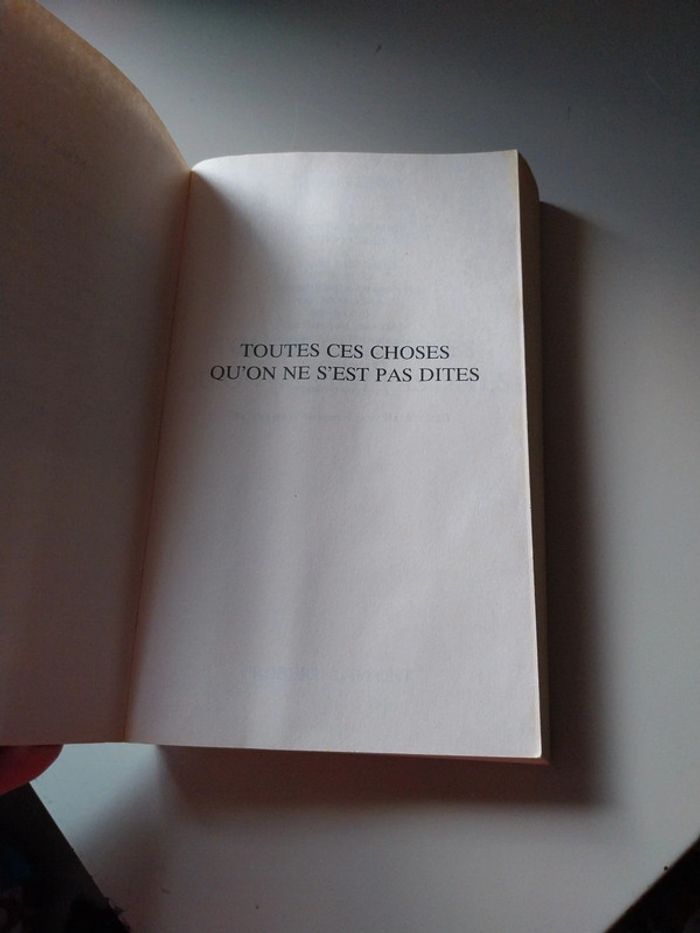 TOUTES CES CHOSES
QU'ON NE S'EST PAS DITES